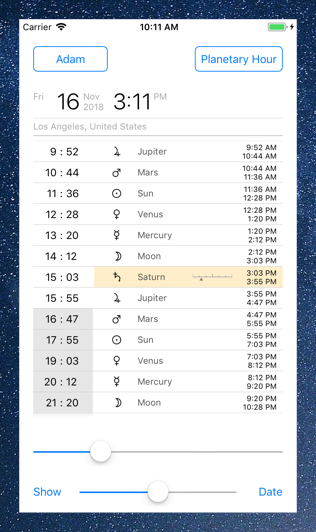 Carrier 10:11 AM
Adam Planetary Hour
Fri 16 Nov 2018 3:11 PM
Los Angeles, United States
9 : 52 ♃ Jupiter 9:52 AM 10:44 AM
10 : 44 ♂ Mars 10:44 AM 11:36 AM
11 : 36 ☉ Sun 11:36 AM 12:28 PM
12 : 28 ♀ Venus 12:28 PM 1:20 PM
13 : 20 ☿ Mercury 1:20 PM 2:12 PM
14 : 12 ☽ Moon 2:12 PM 3:03 PM
15 : 03 ♄ Saturn 3:03 PM 3:55 PM
15 : 55 ♃ Jupiter 3:55 PM 4:47 PM
16 : 47 ♂ Mars 4:47 PM 5:55 PM
17 : 55 ☉ Sun 5:55 PM 7:03 PM
19 : 03 ♀ Venus 7:03 PM 8:12 PM
20 : 12 ☿ Mercury 8:12 PM 9:20 PM
21 : 20 ☽ Moon 9:20 PM 10:28 PM
Show Date